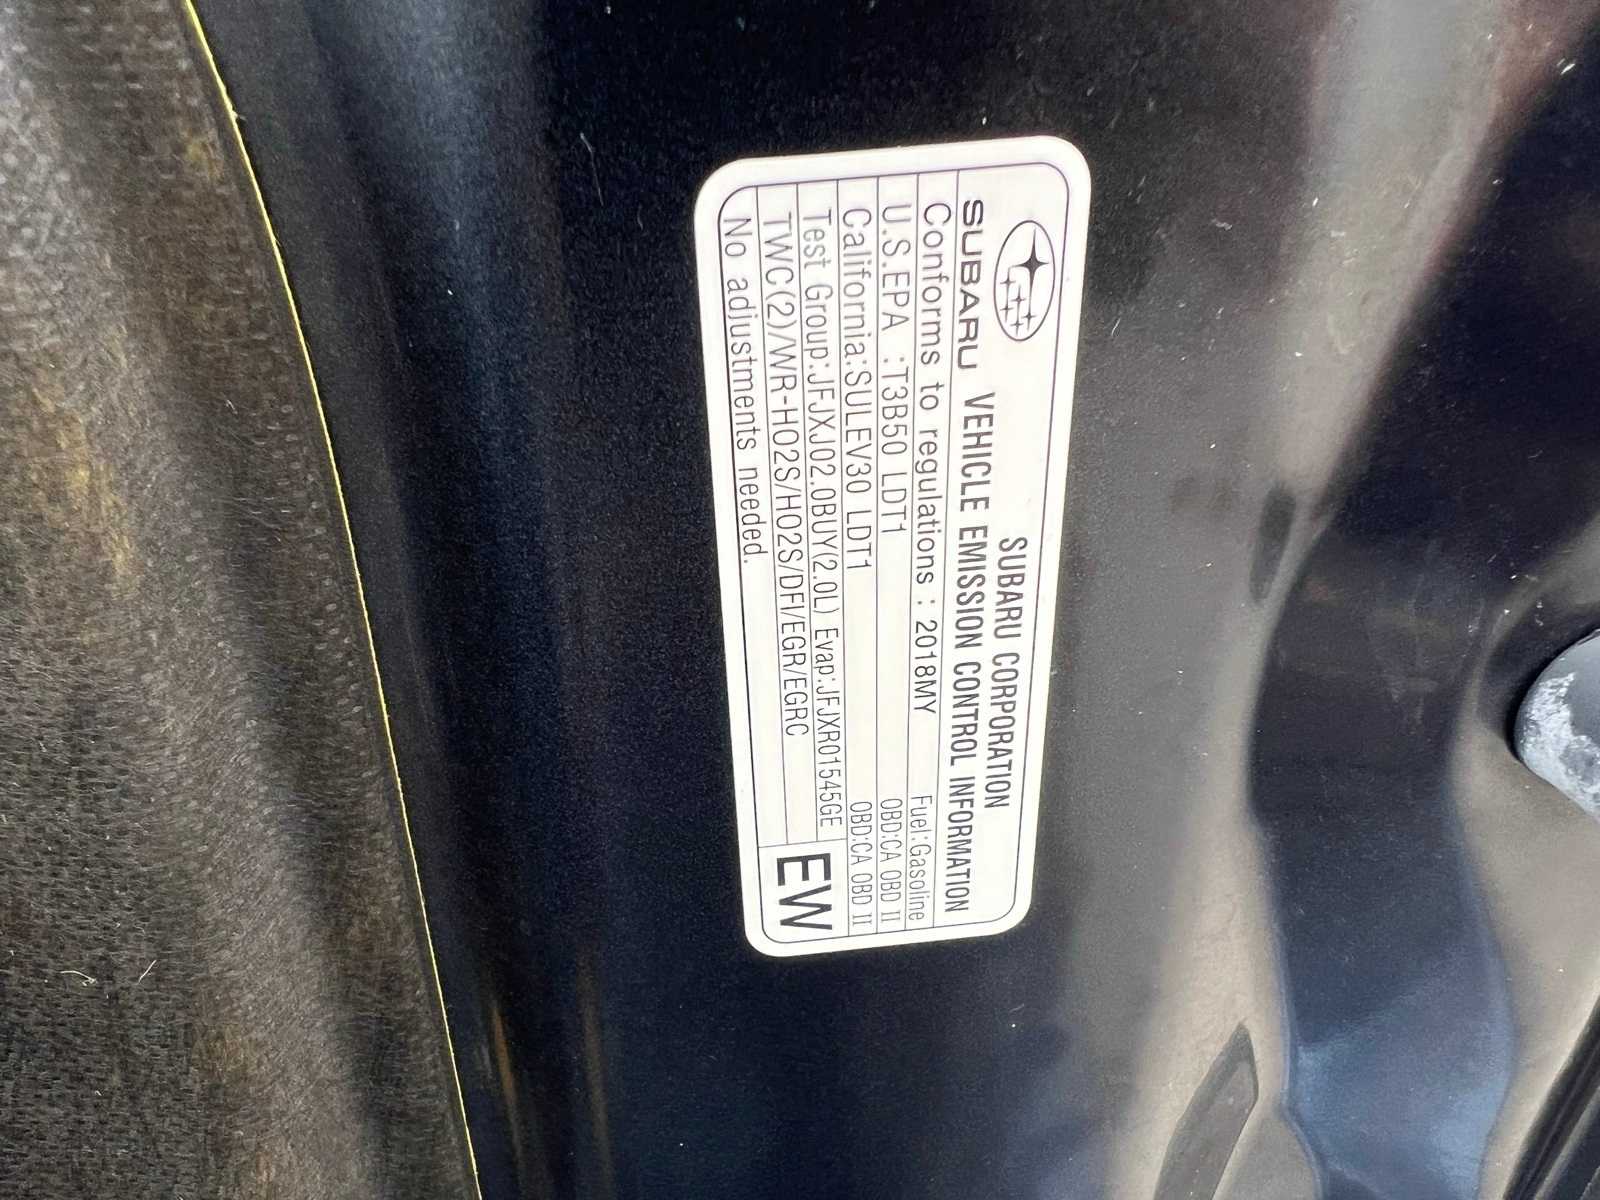 SUBARU CORPORATION
SUBARU VEHICLE EMISSION CONTROL INFORMATION
Conforms to regulations : 2018MY Fuel:Gasoline
U.S.EPA :T3B50 LDT1 OBD:CA OBD II
California:SULEV30 LDT1 OBD:CA OBD II
Test Group:JFJXJ02.0BUY(2.0L) Evap:JFJXR01545GE
TWC(2)/WR-HO2S/HO2S/DFI/EGR/EGRC
No adjustments needed.
EW